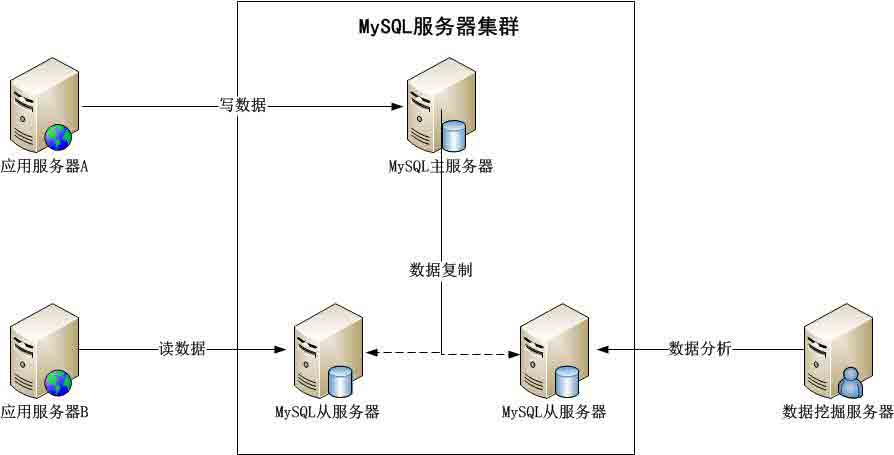 MySQL服务器集群
写数据
应用服务器A
MySQL主服务器
数据复制
读数据
数据分析
应用服务器B
MySQL从服务器
MySQL从服务器
数据挖掘服务器